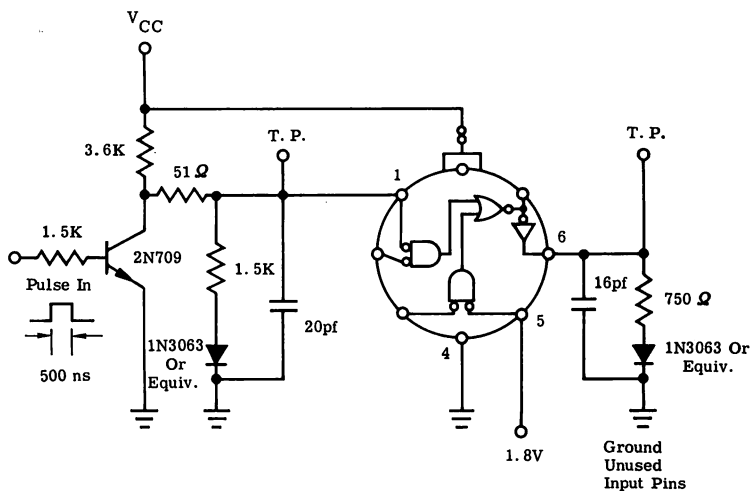 VCC
3.6K
T. P.
T. P.
51 Ω
1
1.5K
2N709
1.5K
6
Pulse In
16pf
750 Ω
20pf
5
4
500 ns
1N3063
Or
Equiv.
1N3063 Or
Equiv.
1.8V
Ground
Unused
Input Pins